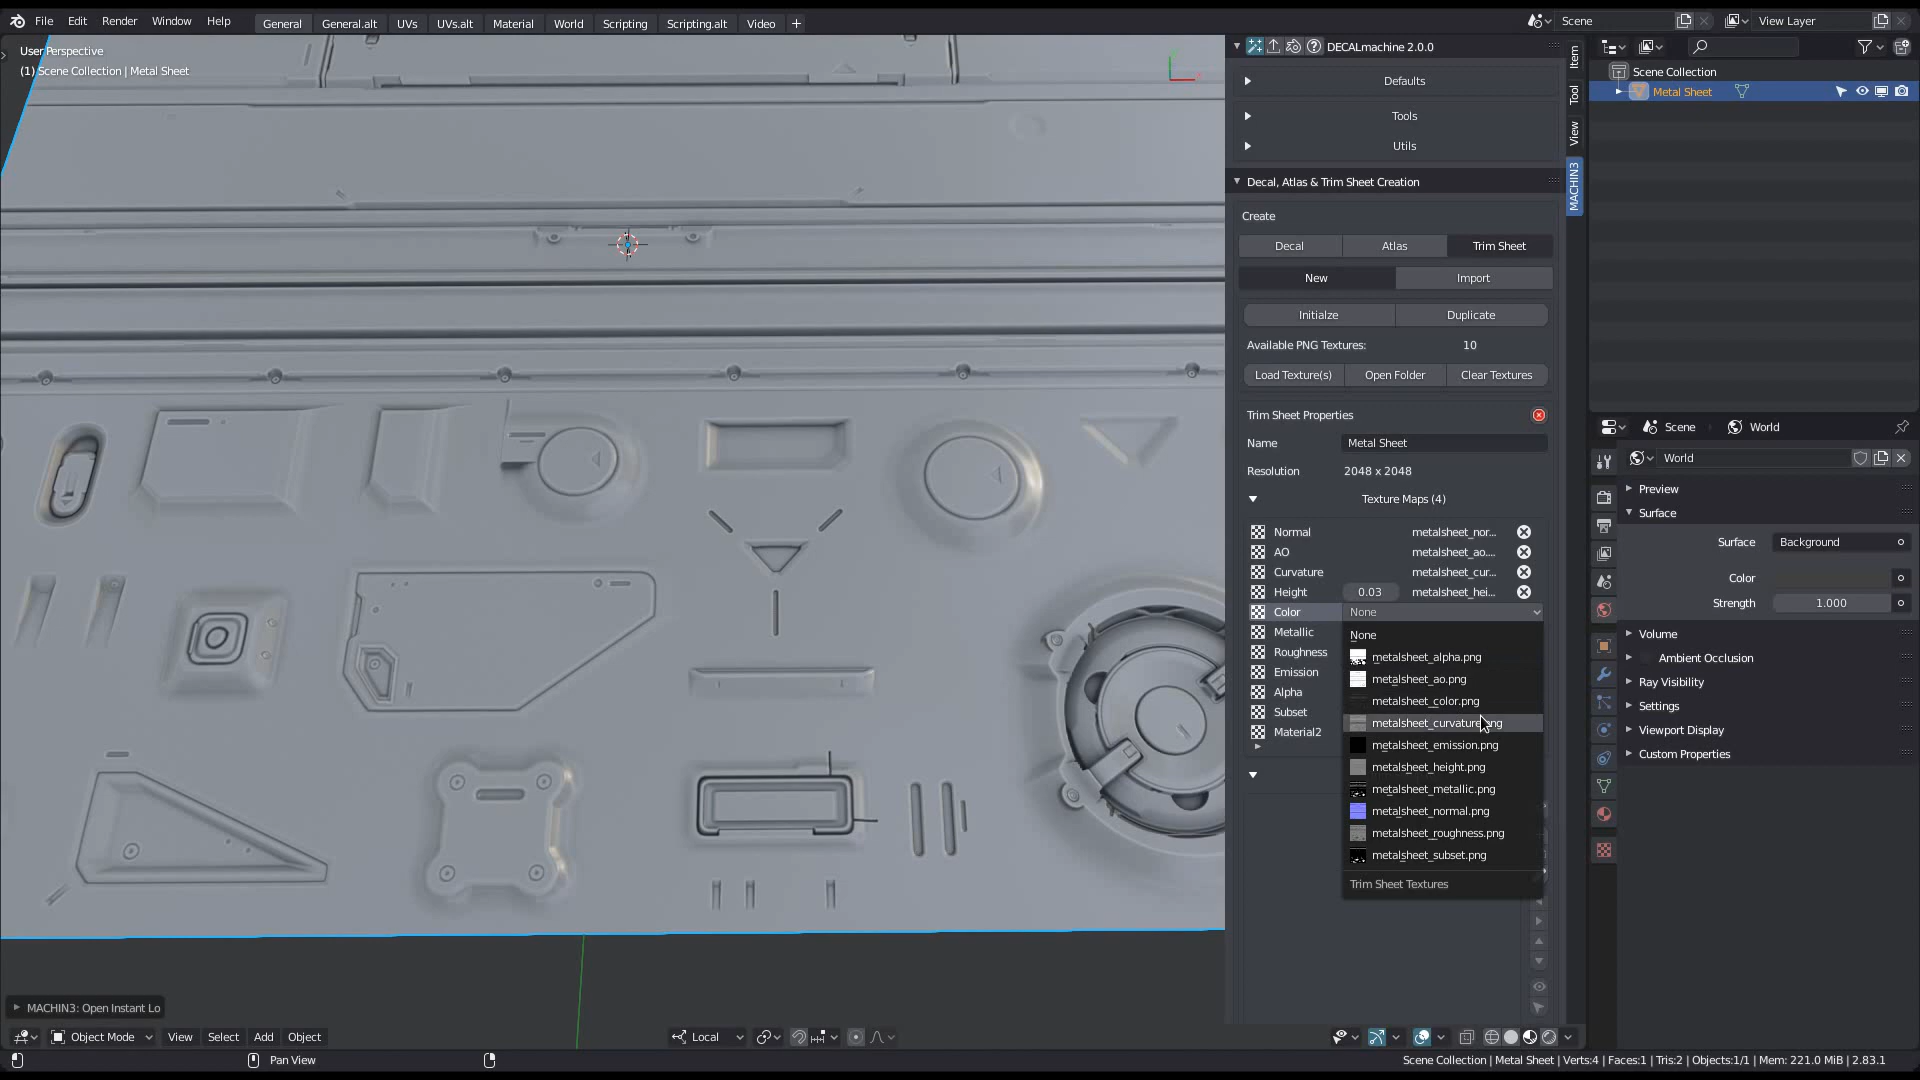 File Edit Render Window Help General General.alt UVs UVs.alt Material World Scripting Scripting.alt Video + Scene View Layer
User Perspective
(1) Scene Collection | Metal Sheet
DECALmachine 2.0.0
Defaults
Tools
Utils
Decal, Atlas & Trim Sheet Creation
Create
Decal Atlas Trim Sheet
New Import
Initialze Duplicate
Available PNG Textures: 10
Load Texture(s) Open Folder Clear Textures
Trim Sheet Properties
Name Metal Sheet
Resolution 2048 x 2048
Texture Maps (4)
Normal metalsheet_nor...
AO metalsheet_ao....
Curvature metalsheet_cur...
Height 0.03 metalsheet_hei...
Color None
Metallic
Roughness
Emission
Alpha
Subset
Material2
None
metalsheet_alpha.png
metalsheet_ao.png
metalsheet_color.png
metalsheet_curvature.png
metalsheet_emission.png
metalsheet_height.png
metalsheet_metallic.png
metalsheet_normal.png
metalsheet_roughness.png
metalsheet_subset.png
Trim Sheet Textures
Item
Tool
View
MACHIN3
Scene Collection
Metal Sheet
Scene World
World
Preview
Surface
Surface Background
Color
Strength 1.000
Volume
Ambient Occlusion
Ray Visibility
Settings
Viewport Display
Custom Properties
MACHIN3: Open Instant Lo
Object Mode View Select Add Object Local
Pan View
Scene Collection | Metal Sheet | Verts:4 | Faces:1 | Tris:2 | Objects:1/1 | Mem: 221.0 MiB | 2.83.1